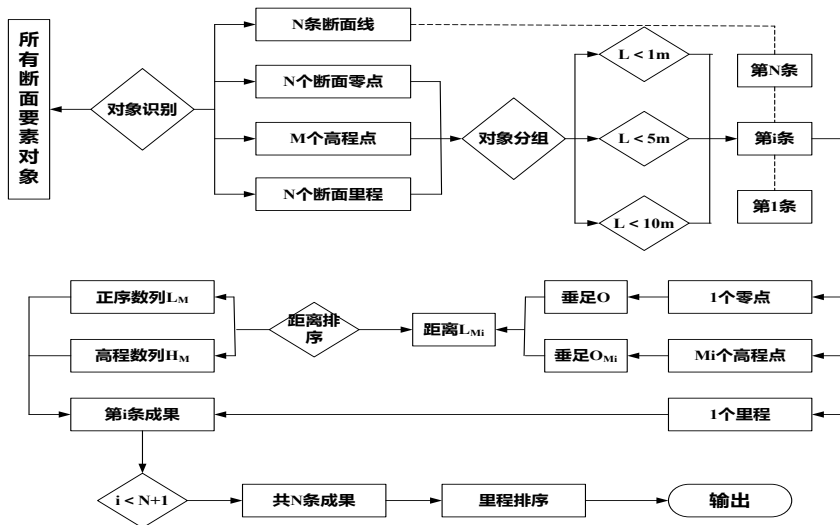 所有断面要素对象
对象识别
N条断面线
N个断面零点
M个高程点
N个断面里程
对象分组
L < 1m
L < 5m
L < 10m
第N条
第i条
第1条
正序数列LM
高程数列HM
距离排
序
距离LMi
垂足O
垂足OMi
1个零点
Mi个高程点
第i条成果
1个里程
i < N+1
共N条成果
里程排序
输出